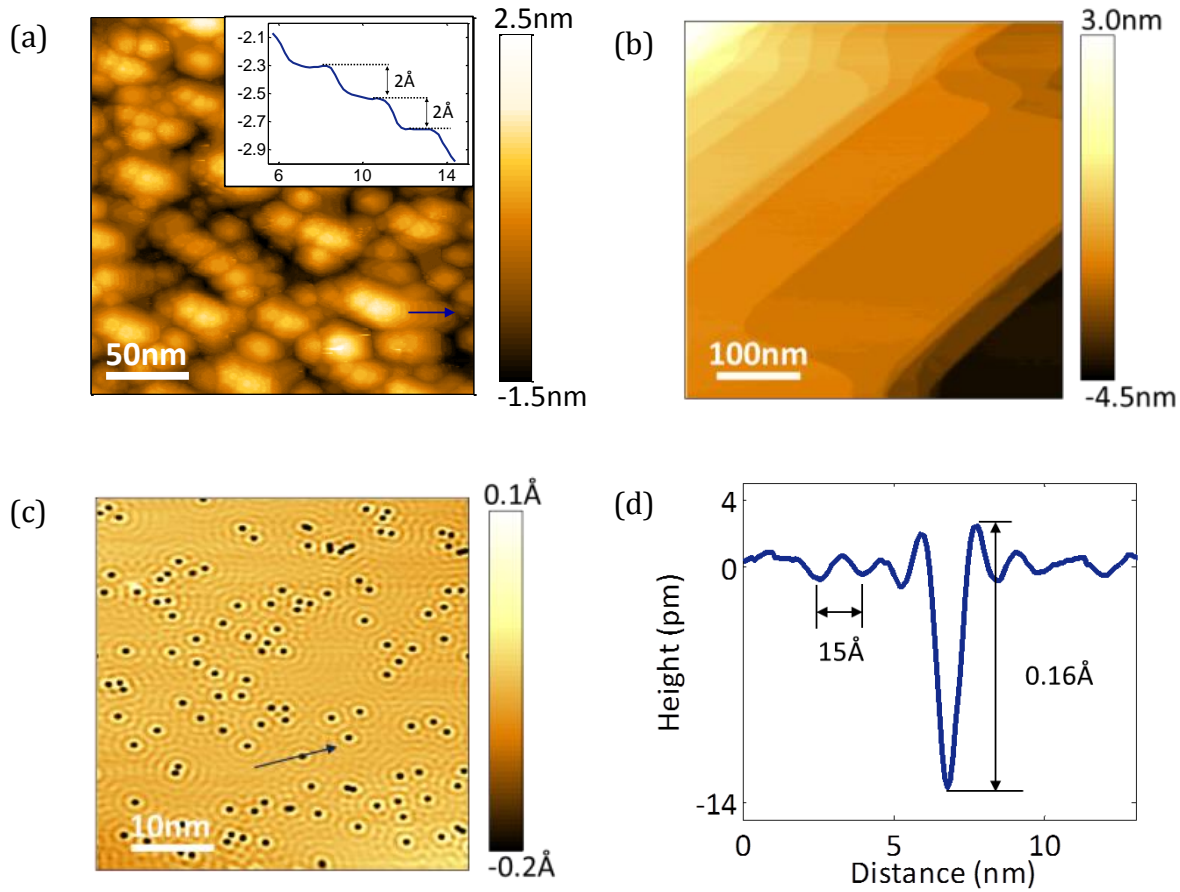 (a)
2.5nm
-2.1
-2.3
-2.5
-2.7
-2.9
2Å
2Å
6
10
14
50nm
-1.5nm
(b)
3.0nm
100nm
-4.5nm
(c)
0.1Å
10nm
-0.2Å
(d)
4
0
-14
Height (pm)
15Å
0.16Å
0
5
10
Distance (nm)